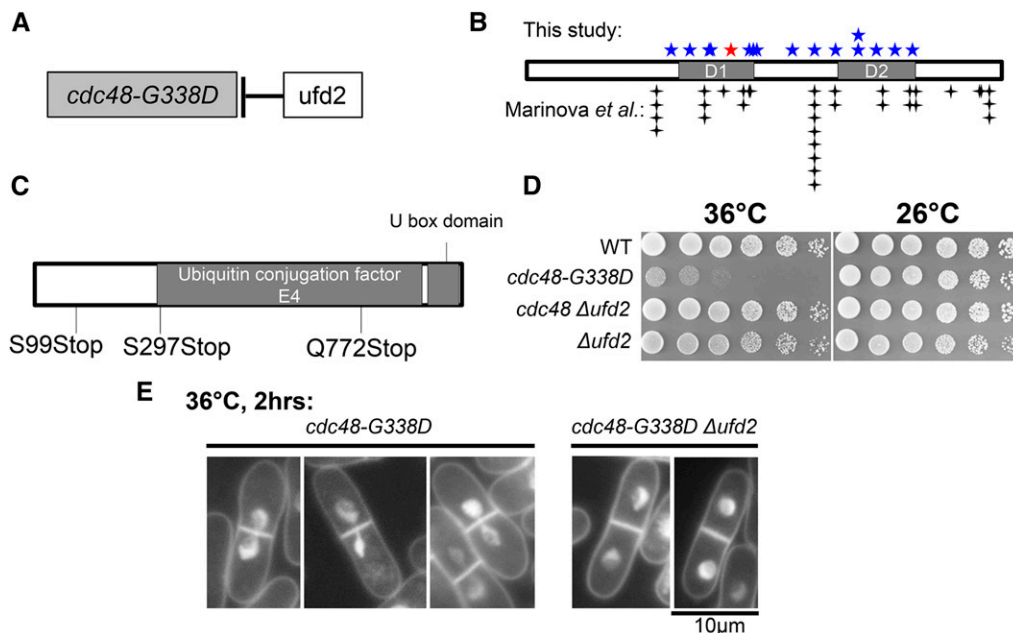 A
cdc48-G338D
ufd2
B
This study:
D1
D2
Marinova et al.:
C
U box domain
Ubiquitin conjugation factor
E4
S99Stop
S297Stop
Q772Stop
D
36°C
26°C
WT
cdc48-G338D
cdc48 Δufd2
Δufd2
E
36°C, 2hrs:
cdc48-G338D
cdc48-G338D Δufd2
10µm